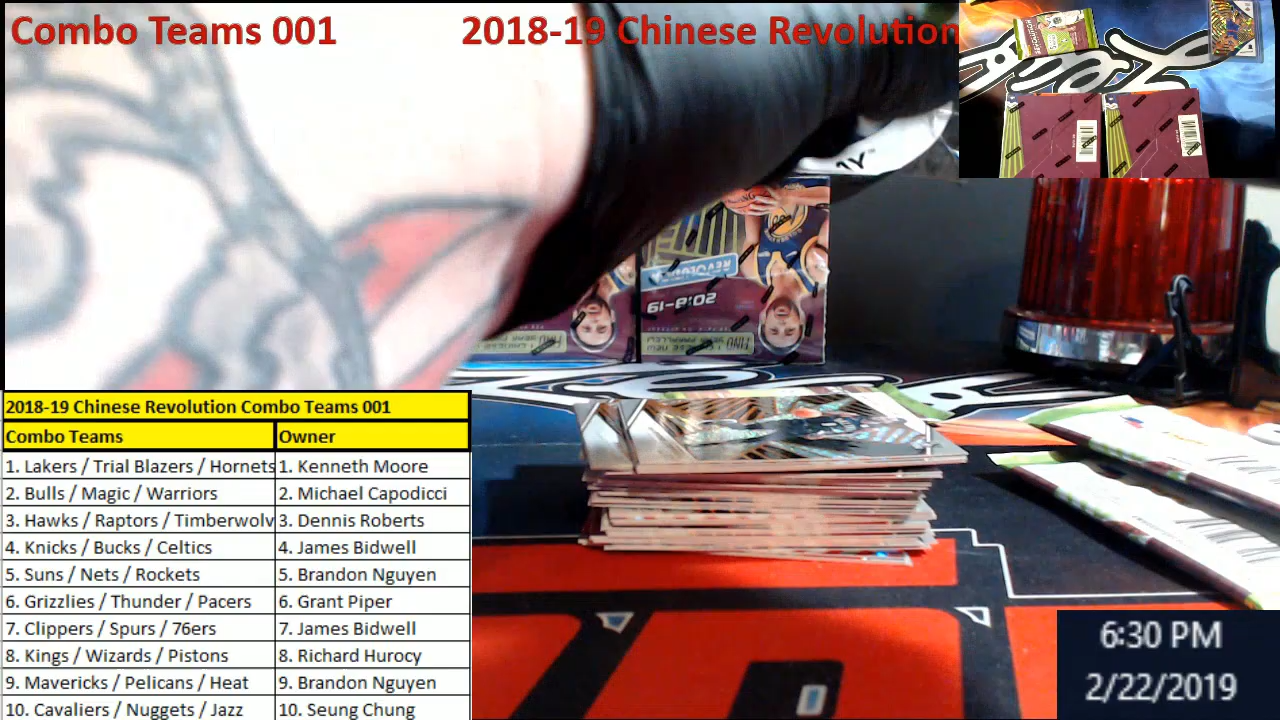 Combo Teams 001
2018-19 Chinese Revolution
1Y
REVOLUTION
2018-19
2018-19 Chinese Revolution Combo Teams 001
Combo Teams Owner
1. Lakers / Trial Blazers / Hornets 1. Kenneth Moore
2. Bulls / Magic / Warriors 2. Michael Capodicci
3. Hawks / Raptors / Timberwolv 3. Dennis Roberts
4. Knicks / Bucks / Celtics 4. James Bidwell
5. Suns / Nets / Rockets 5. Brandon Nguyen
6. Grizzlies / Thunder / Pacers 6. Grant Piper
7. Clippers / Spurs / 76ers 7. James Bidwell
8. Kings / Wizards / Pistons 8. Richard Hurocy
9. Mavericks / Pelicans / Heat 9. Brandon Nguyen
10. Cavaliers / Nuggets / Jazz 10. Seung Chung
6:30 PM
2/22/2019